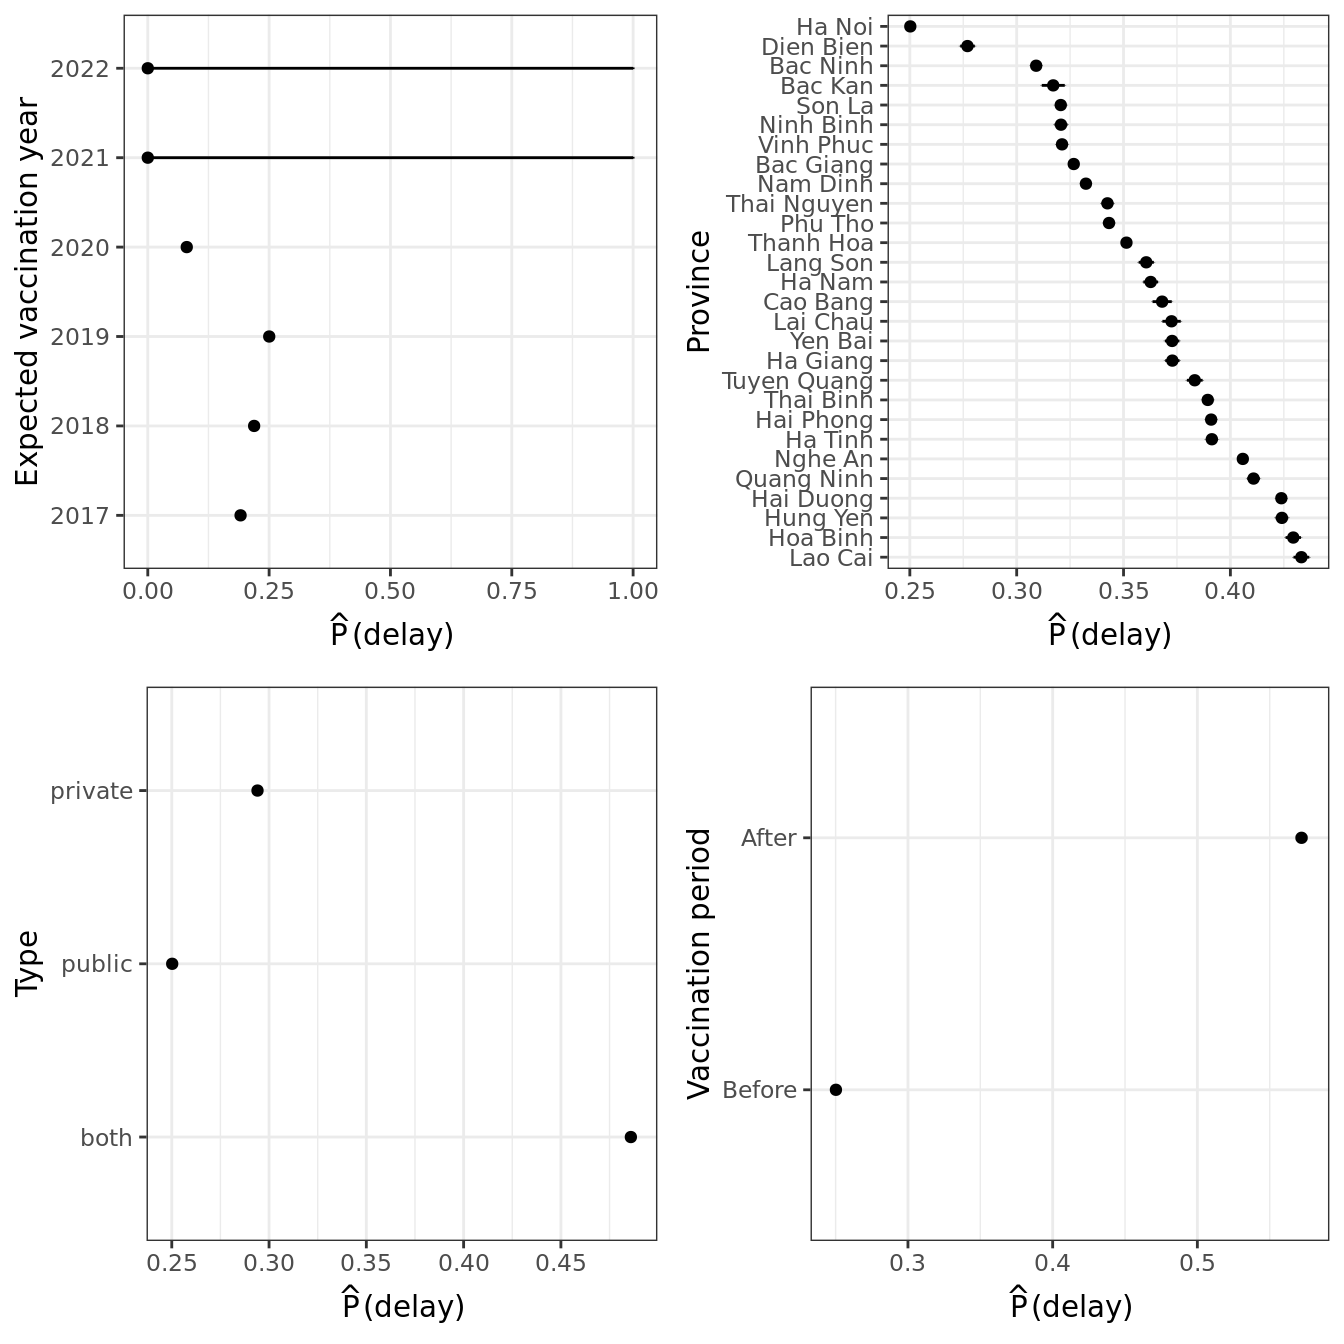 Expected vaccination year
2022
2021
2020
2019
2018
2017
0.00 0.25 0.50 0.75 1.00
P̂(delay)
Province
Ha Noi
Dien Bien
Bac Ninh
Bac Kan
Son La
Ninh Binh
Vinh Phuc
Bac Giang
Nam Dinh
Thai Nguyen
Phu Tho
Thanh Hoa
Lang Son
Ha Nam
Cao Bang
Lai Chau
Yen Bai
Ha Giang
Tuyen Quang
Thai Binh
Hai Phong
Ha Tinh
Nghe An
Quang Ninh
Hai Duong
Hung Yen
Hoa Binh
Lao Cai
0.25 0.30 0.35 0.40
P̂(delay)
Type
private
public
both
0.25 0.30 0.35 0.40 0.45
P̂(delay)
Vaccination period
After
Before
0.3 0.4 0.5
P̂(delay)